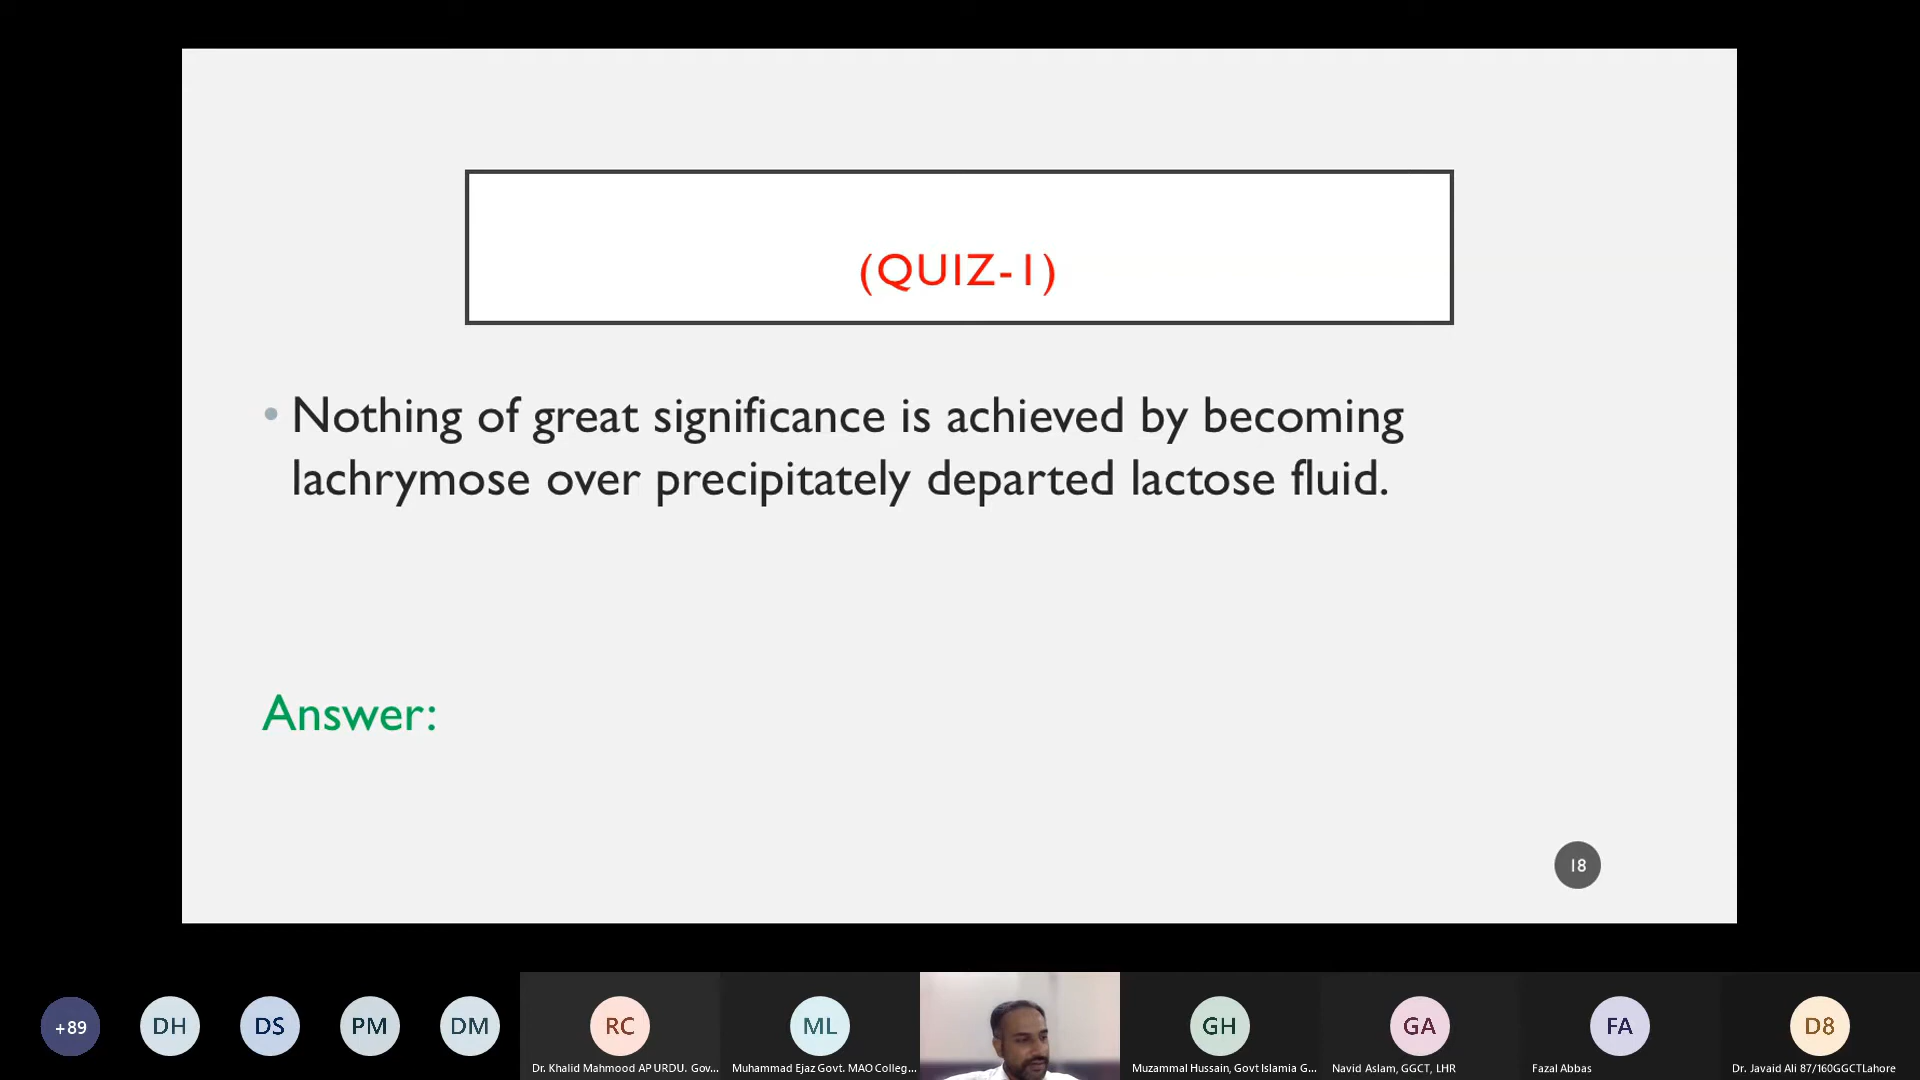 (QUIZ-1)
• Nothing of great significance is achieved by becoming
lachrymose over precipitately departed lactose fluid.
Answer:
18
+89
DH
DS
PM
DM
RC
ML
GH
GA
FA
D8
Dr. Khalid Mahmood AP URDU. Gov...
Muhammad Ejaz Govt. MAO Colleg...
Muzammal Hussain, Govt Islamia G...
Navid Aslam, GGCT, LHR
Fazal Abbas
Dr. Javaid Ali 87/160GGCTLahore